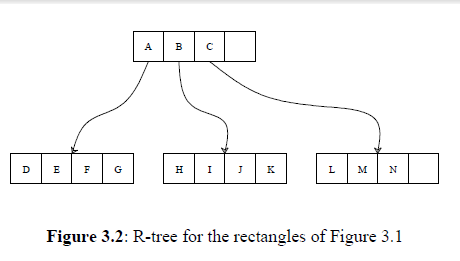 A B C
D E F G
H I J K
L M N
Figure 3.2: R-tree for the rectangles of Figure 3.1